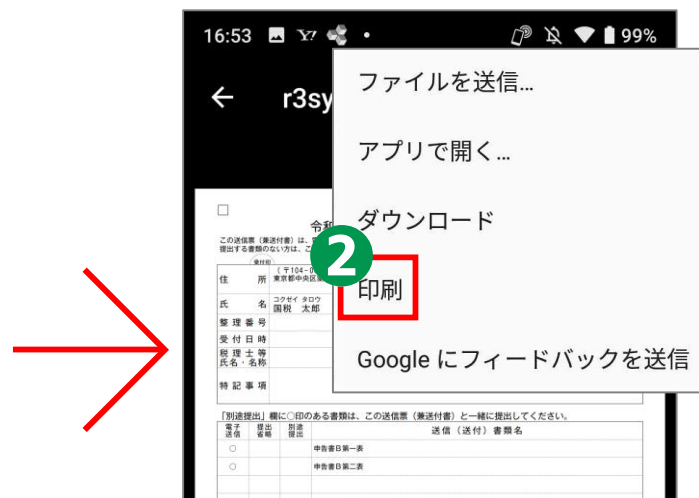 16:53 Y! 99%
r3sy
ファイルを送信...
アプリで開く...
ダウンロード
2
印刷
Google にフィードバックを送信
令和
この送信票（兼送付書）は、
提出する書類のない方は、こ
受付印
住 所
（〒104-0
東京都中央区
氏 名
コクゼイ タロウ
国税 太郎
整理番号
受付日時
税理士等
氏名・名称
特記事項
「別途提出」欄に○印のある書類は、この送信票（兼送付書）と一緒に提出してください。
電子送信 提出省略 別途提出 送信（送付）書類名
○ 申告書B第一表
○ 申告書B第二表